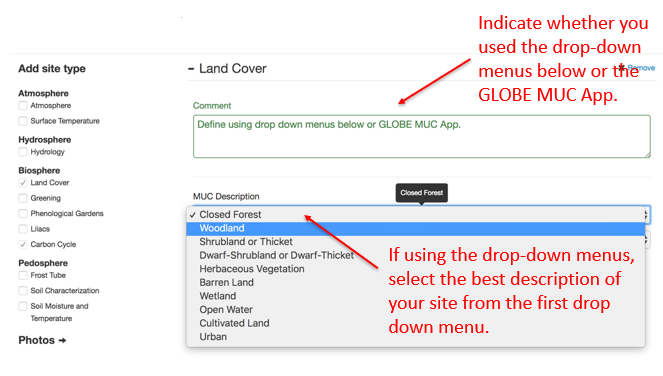 Indicate whether you
used the drop-down
menus below or the
GLOBE MUC App.
Remove
Add site type
Atmosphere
Atmosphere
Surface Temperature
Hydrosphere
Hydrology
Biosphere
Land Cover
Greening
Phenological Gardens
Lilacs
Carbon Cycle
Pedosphere
Frost Tube
Soil Characterization
Soil Moisture and
Temperature
Photos →
– Land Cover
Comment
Define using drop down menus below or GLOBE MUC App.
MUC Description
Closed Forest
✓ Closed Forest
Woodland
Shrubland or Thicket
Dwarf-Shrubland or Dwarf-Thicket
Herbaceous Vegetation
Barren Land
Wetland
Open Water
Cultivated Land
Urban
If using the drop-down menus,
select the best description of
your site from the first drop
down menu.